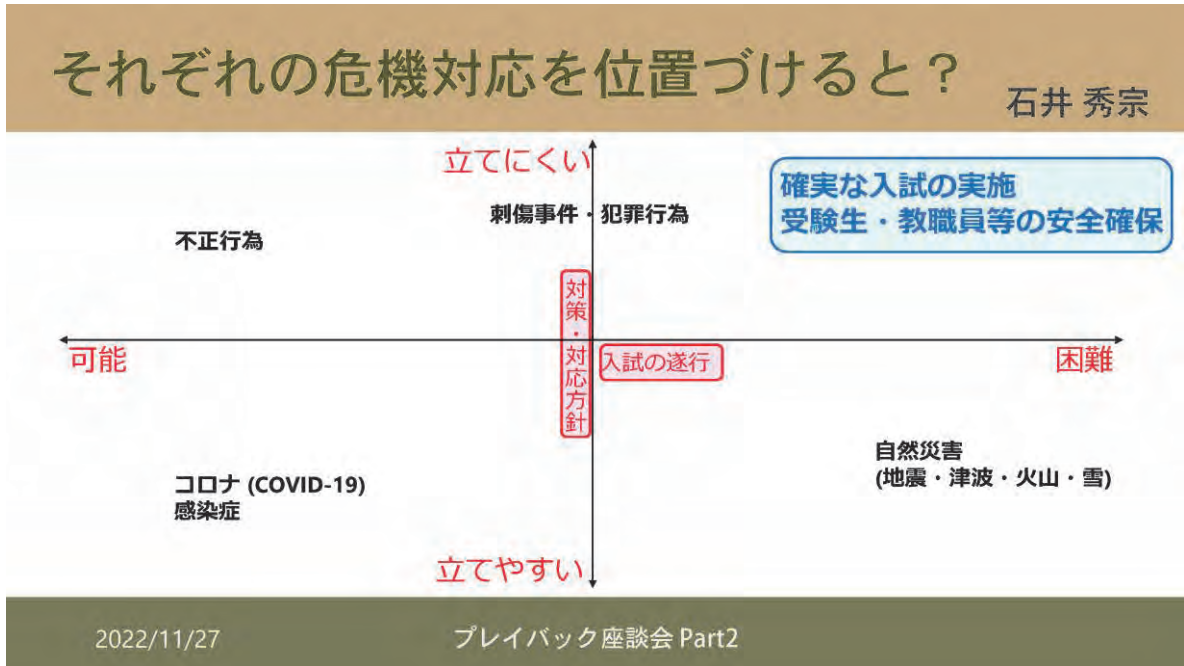 それぞれの危機対応を位置づけると？
石井 秀宗
立てにくい
確実な入試の実施
受験生・教職員等の安全確保
刺傷事件・犯罪行為
不正行為
対策・対応方針
可能
入試の遂行
困難
自然災害
(地震・津波・火山・雪)
コロナ (COVID-19)
感染症
立てやすい
2022/11/27
プレイバック座談会 Part2